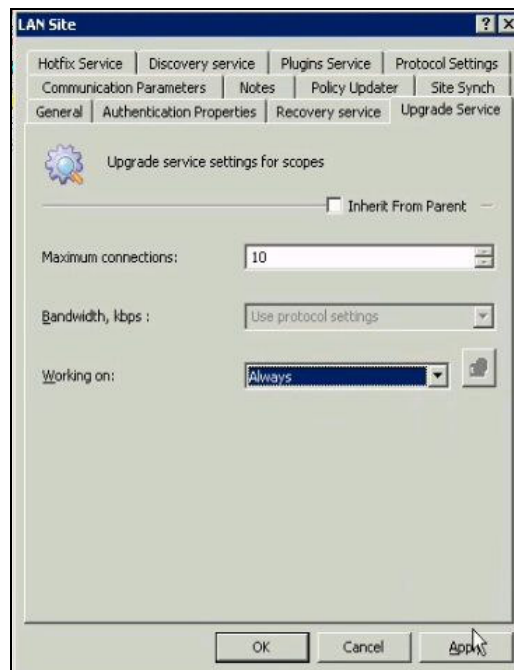 LAN Site
Hotfix Service Discovery service Plugins Service Protocol Settings
Communication Parameters Notes Policy Updater Site Synch
General Authentication Properties Recovery service Upgrade Service
Upgrade service settings for scopes
Inherit From Parent
Maximum connections: 10
Bandwidth, kbps : Use protocol settings
Working on: Always
OK Cancel Apply